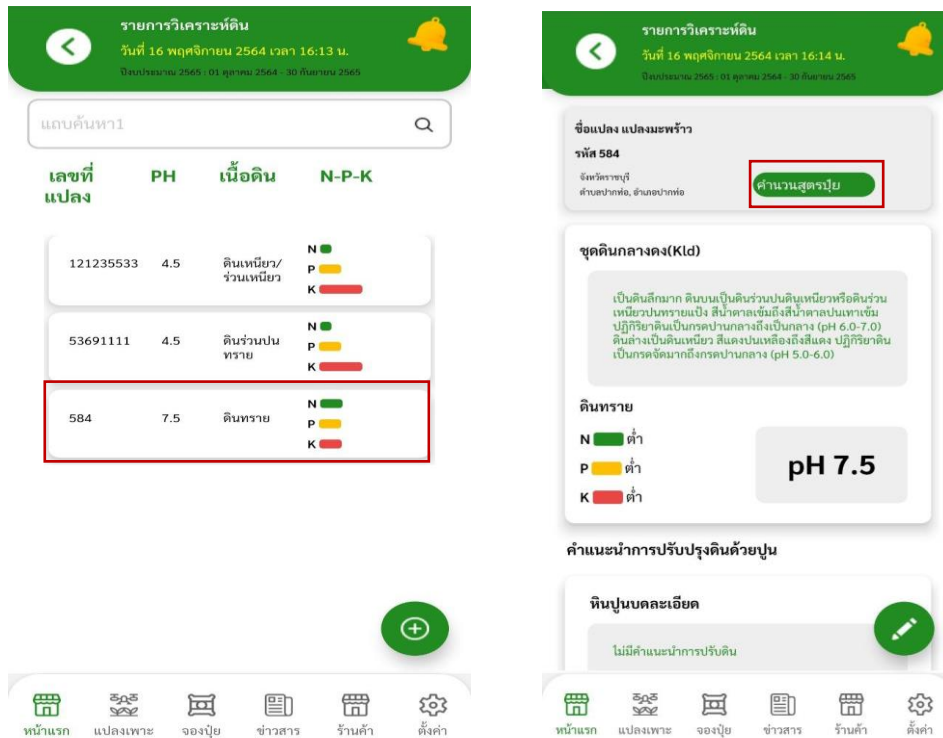 รายการวิเคราะห์ดิน
วันที่ 16 พฤศจิกายน 2564 เวลา 16:13 น.
ปีงบประมาณ 2565 : 01 ตุลาคม 2564 - 30 กันยายน 2565
แถบค้นหา1
เลขที่แปลง PH เนื้อดิน N-P-K
121235533 4.5 ดินเหนียว/ร่วนเหนียว
N
P
K
53691111 4.5 ดินร่วนปนทราย
N
P
K
584 7.5 ดินทราย
N
P
K
หน้าแรก แปลงเพาะ จองปุ๋ย ข่าวสาร ร้านค้า ตั้งค่า
รายการวิเคราะห์ดิน
วันที่ 16 พฤศจิกายน 2564 เวลา 16:14 น.
ปีงบประมาณ 2565 : 01 ตุลาคม 2564 - 30 กันยายน 2565
ชื่อแปลง แปลงมะพร้าว
รหัส 584
จังหวัดราชบุรี
ตำบลปากท่อ, อำเภอปากท่อ
คำนวนสูตรปุ๋ย
ชุดดินกลางดง(Kld)
เป็นดินลึกมาก ดินบนเป็นดินร่วนปนดินเหนียวหรือดินร่วน
เหนียวปนทรายแป้ง สีน้ำตาลเข้มถึงสีน้ำตาลปนเทาเข้ม
ปฏิกิริยาดินเป็นกรดปานกลางถึงเป็นกลาง (pH 6.0-7.0)
ดินล่างเป็นดินเหนียว สีแดงปนเหลืองถึงสีแดง ปฏิกิริยาดิน
เป็นกรดจัดมากถึงกรดปานกลาง (pH 5.0-6.0)
ดินทราย
N ต่ำ
P ต่ำ
K ต่ำ
pH 7.5
คำแนะนำการปรับปรุงดินด้วยปูน
หินปูนบดละเอียด
ไม่มีคำแนะนำการปรับดิน
หน้าแรก แปลงเพาะ จองปุ๋ย ข่าวสาร ร้านค้า ตั้งค่า